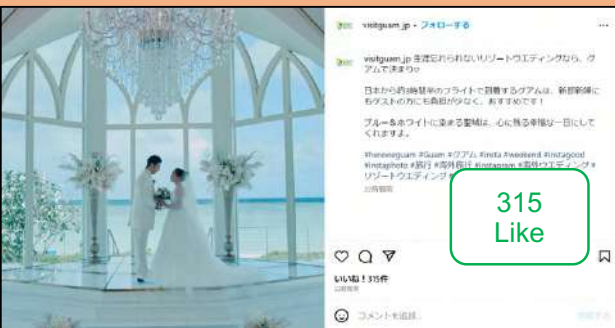 visitguam_jp • フォローする
visitguam_jp 生涯忘れられないリゾートウエディングなら、グ
アムで決まり♡
日本から約3時間半のフライトで到着するグアムは、新郎新婦に
もゲストの方にも負担が少なく、おすすめです！
ブルー&ホワイトに染まる聖域は、心に残る幸福な一日にして
くれますよ。
#hereweguam #Guam #グアム #insta #weekend #instagood
#instaphoto #旅行 #海外旅行 #instagram #海外ウエディング #
リゾートウエディング
315
Like
いいね！315件
コメントを追加...